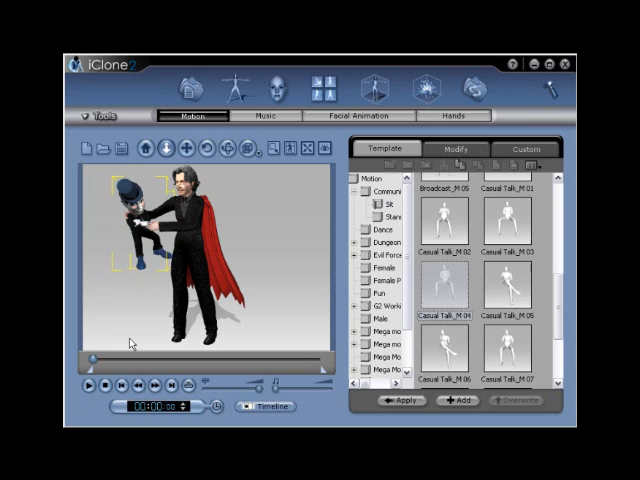 iClone2
Tools
Motion
Music
Facial Animation
Hands
Template
Modify
Custom
Motion
Communi
Sit
Stand
Dance
Dungeon
Evil Force
Female
Female P
Fun
G2 Worki
Male
Mega mo
Mega mo
Mega Mo
Mega Mo
Broadcast_M 05
Casual Talk_M 01
Casual Talk_M 02
Casual Talk_M 03
Casual Talk_M 04
Casual Talk_M 05
Casual Talk_M 06
Casual Talk_M 07
00:00:00
Timeline
Apply
Add
Overwrite